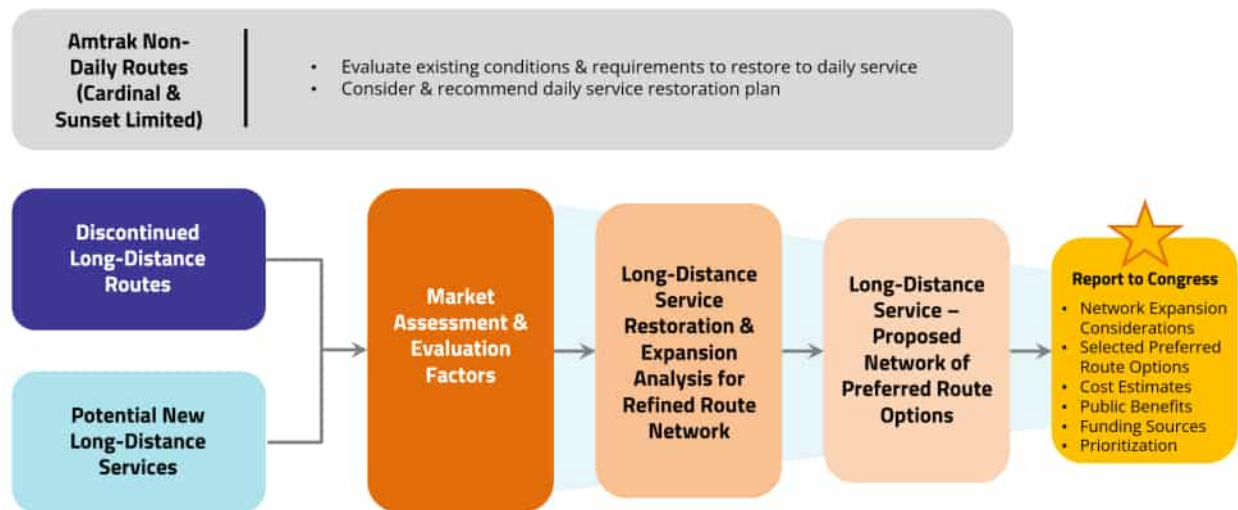 Amtrak Non-
Daily Routes
(Cardinal &
Sunset Limited)
• Evaluate existing conditions & requirements to restore to daily service
• Consider & recommend daily service restoration plan
Discontinued
Long-Distance
Routes
Potential New
Long-Distance
Services
Market
Assessment &
Evaluation
Factors
Long-Distance
Service
Restoration &
Expansion
Analysis for
Refined Route
Network
Long-Distance
Service –
Proposed
Network of
Preferred Route
Options
Report to Congress
• Network Expansion
Considerations
• Selected Preferred
Route Options
• Cost Estimates
• Public Benefits
• Funding Sources
• Prioritization